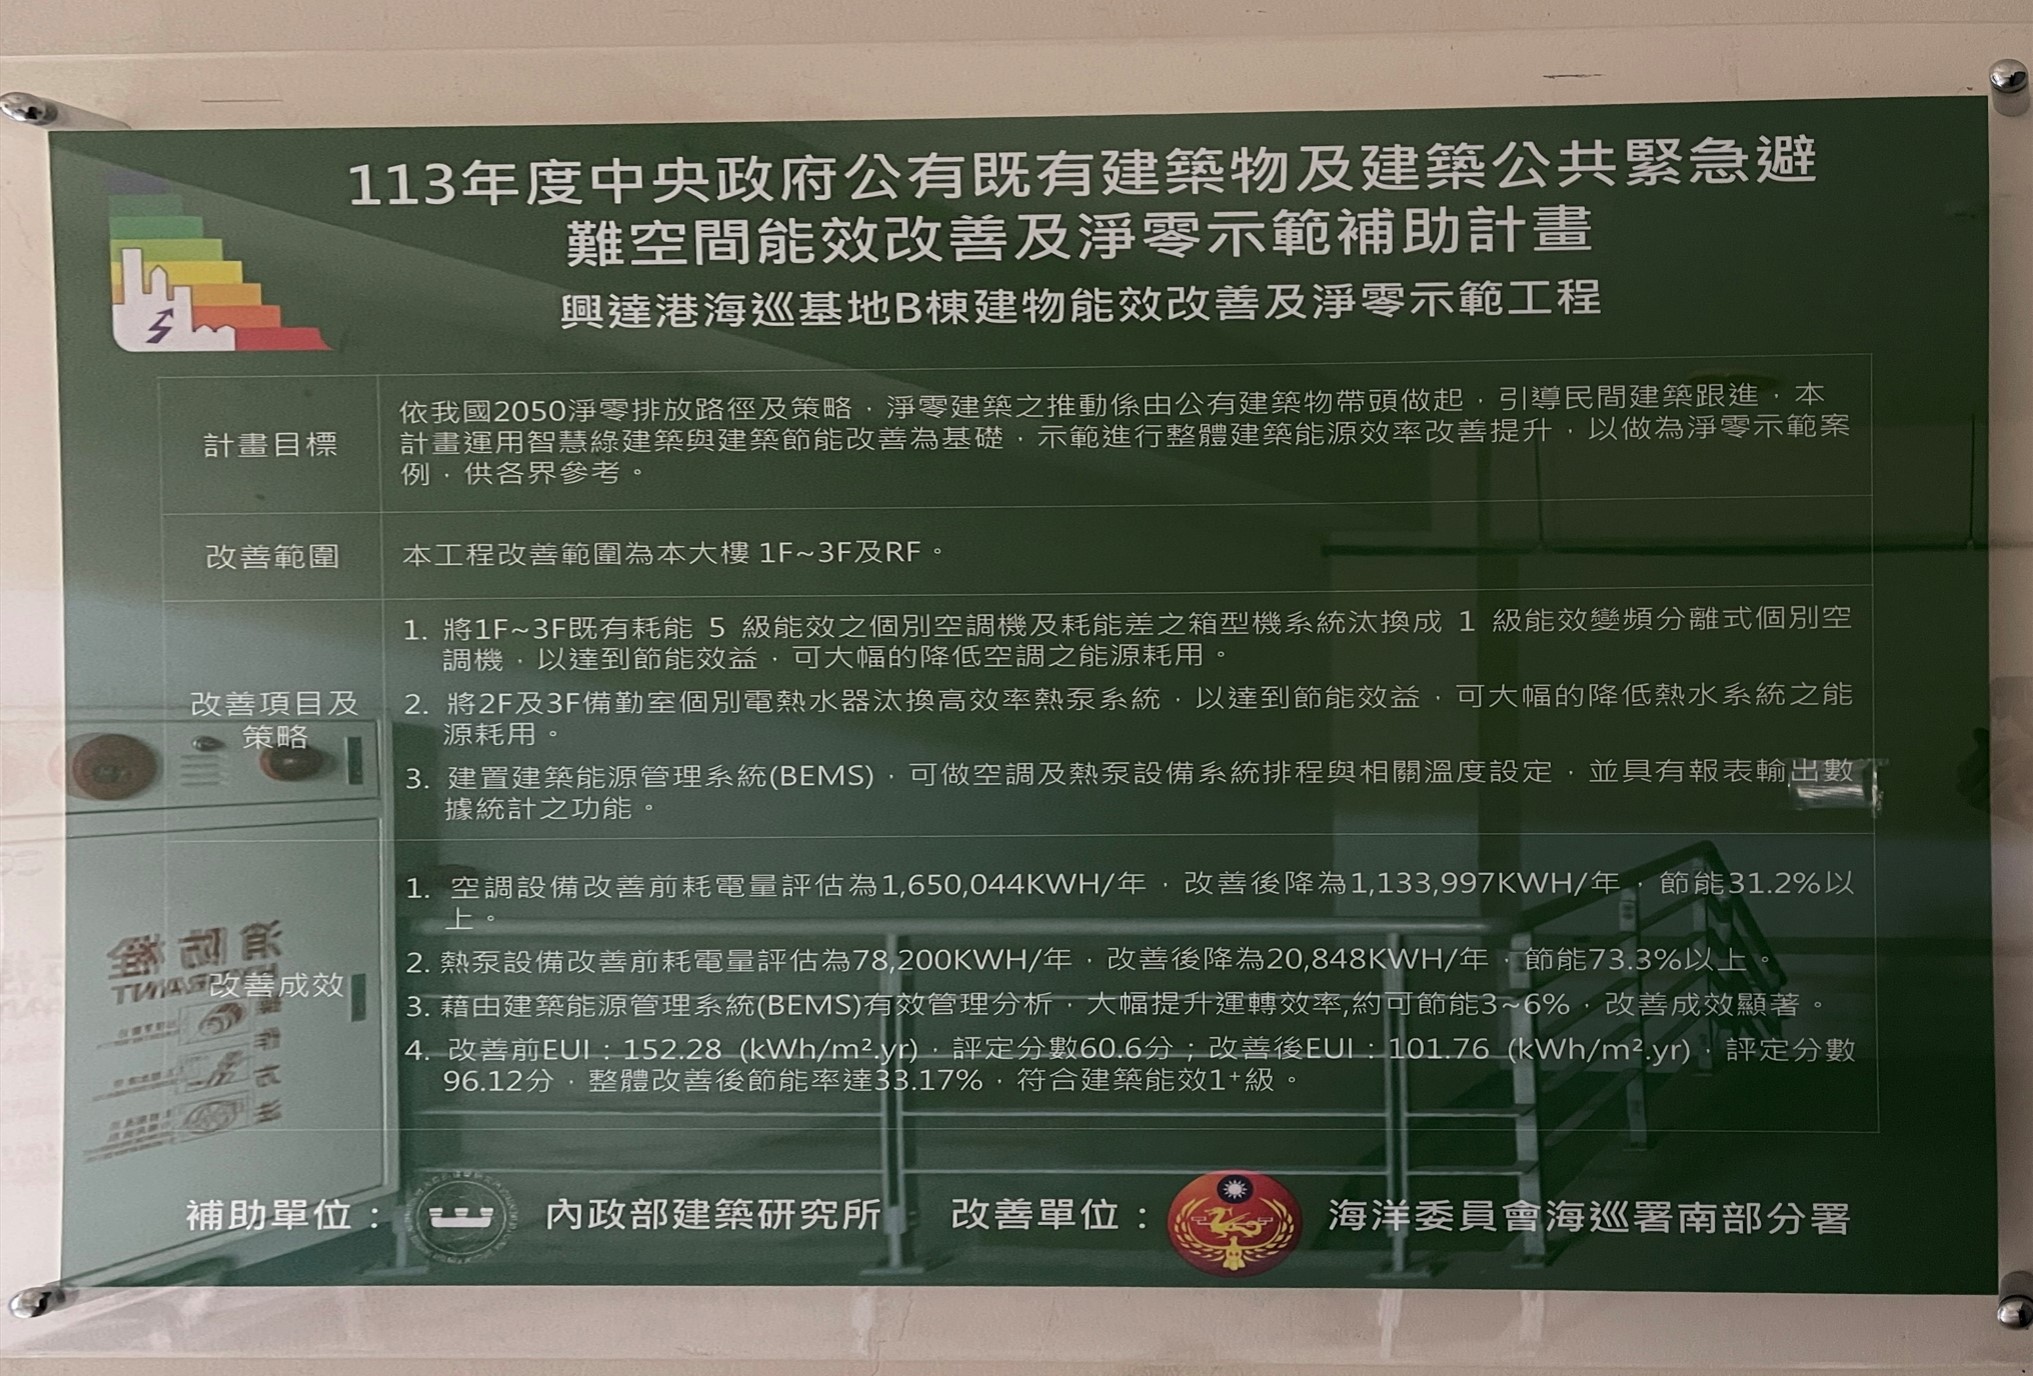 113年度中央政府公有既有建築物及建築公共緊急避
難空間能效改善及淨零示範補助計畫
興達港海巡基地B棟建物能效改善及淨零示範工程
計畫目標
依我國2050淨零排放路徑及策略，淨零建築之推動係由公有建築物帶頭做起，引導民間建築跟進，本
計畫運用智慧綠建築與建築節能改善為基礎，示範進行整體建築能源效率改善提升，以做為淨零示範案
例，供各界參考。
改善範圍
本工程改善範圍為本大樓 1F~3F及RF。
改善項目及
策略
1. 將1F~3F既有耗能 5 級能效之個別空調機及耗能差之箱型機系統汰換成 1 級能效變頻分離式個別空
調機，以達到節能效益，可大幅的降低空調之能源耗用。
2. 將2F及3F備勤室個別電熱水器汰換高效率熱泵系統，以達到節能效益，可大幅的降低熱水系統之能
源耗用。
3. 建置建築能源管理系統(BEMS)，可做空調及熱泵設備系統排程與相關溫度設定，並具有報表輸出數
據統計之功能。
改善成效
1. 空調設備改善前耗電量評估為1,650,044KWH/年，改善後降為1,133,997KWH/年，節能31.2%以
上。
2. 熱泵設備改善前耗電量評估為78,200KWH/年，改善後降為20,848KWH/年，節能73.3%以上。
3. 藉由建築能源管理系統(BEMS)有效管理分析，大幅提升運轉效率,約可節能3~6%，改善成效顯著。
4. 改善前EUI：152.28 (kWh/m².yr)，評定分數60.6分；改善後EUI：101.76 (kWh/m².yr)，評定分數
96.12分，整體改善後節能率達33.17%，符合建築能效1⁺級。
補助單位： 內政部建築研究所 改善單位： 海洋委員會海巡署南部分署
消防栓
HYDRANT
操作方法